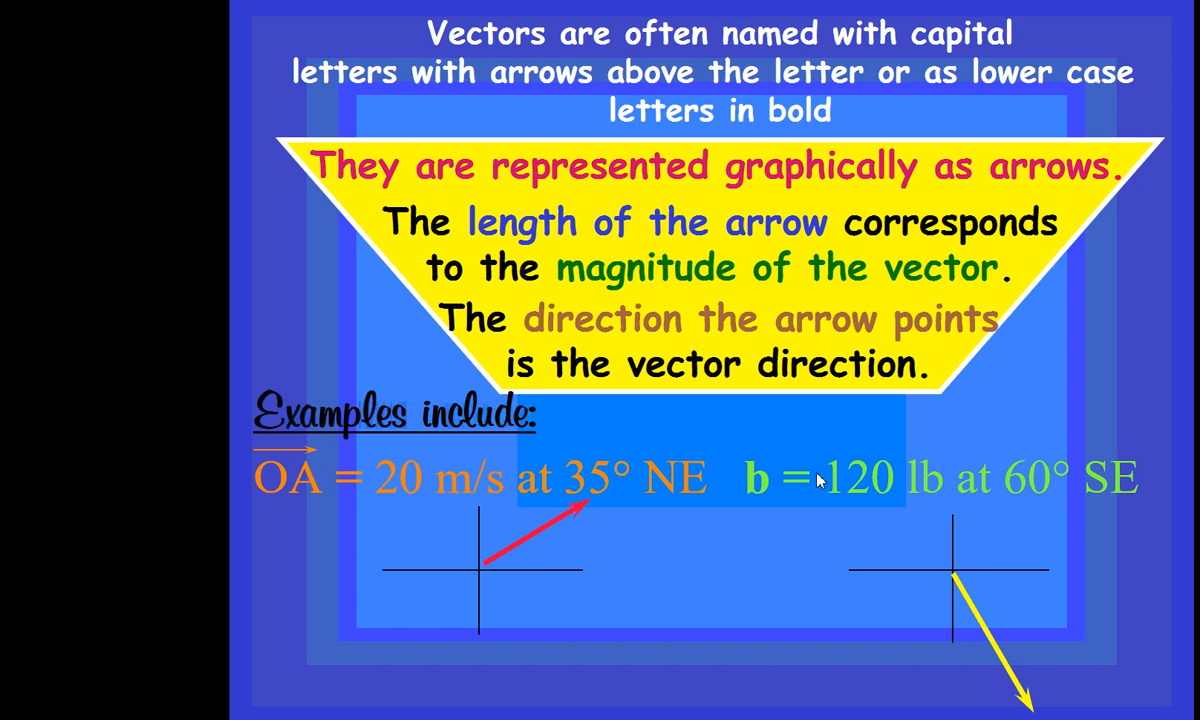 Vectors are often named with capital
letters with arrows above the letter or as lower case
letters in bold
They are represented graphically as arrows.
The length of the arrow corresponds
to the magnitude of the vector.
The direction the arrow points
is the vector direction.
Examples include:
OA = 20 m/s at 35° NE b = 120 lb at 60° SE